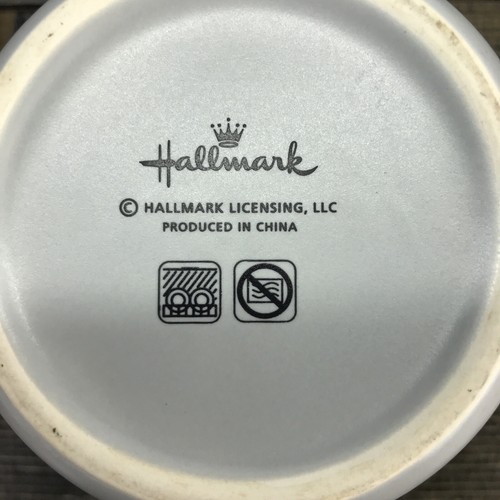 Hallmark
© HALLMARK LICENSING, LLC
PRODUCED IN CHINA